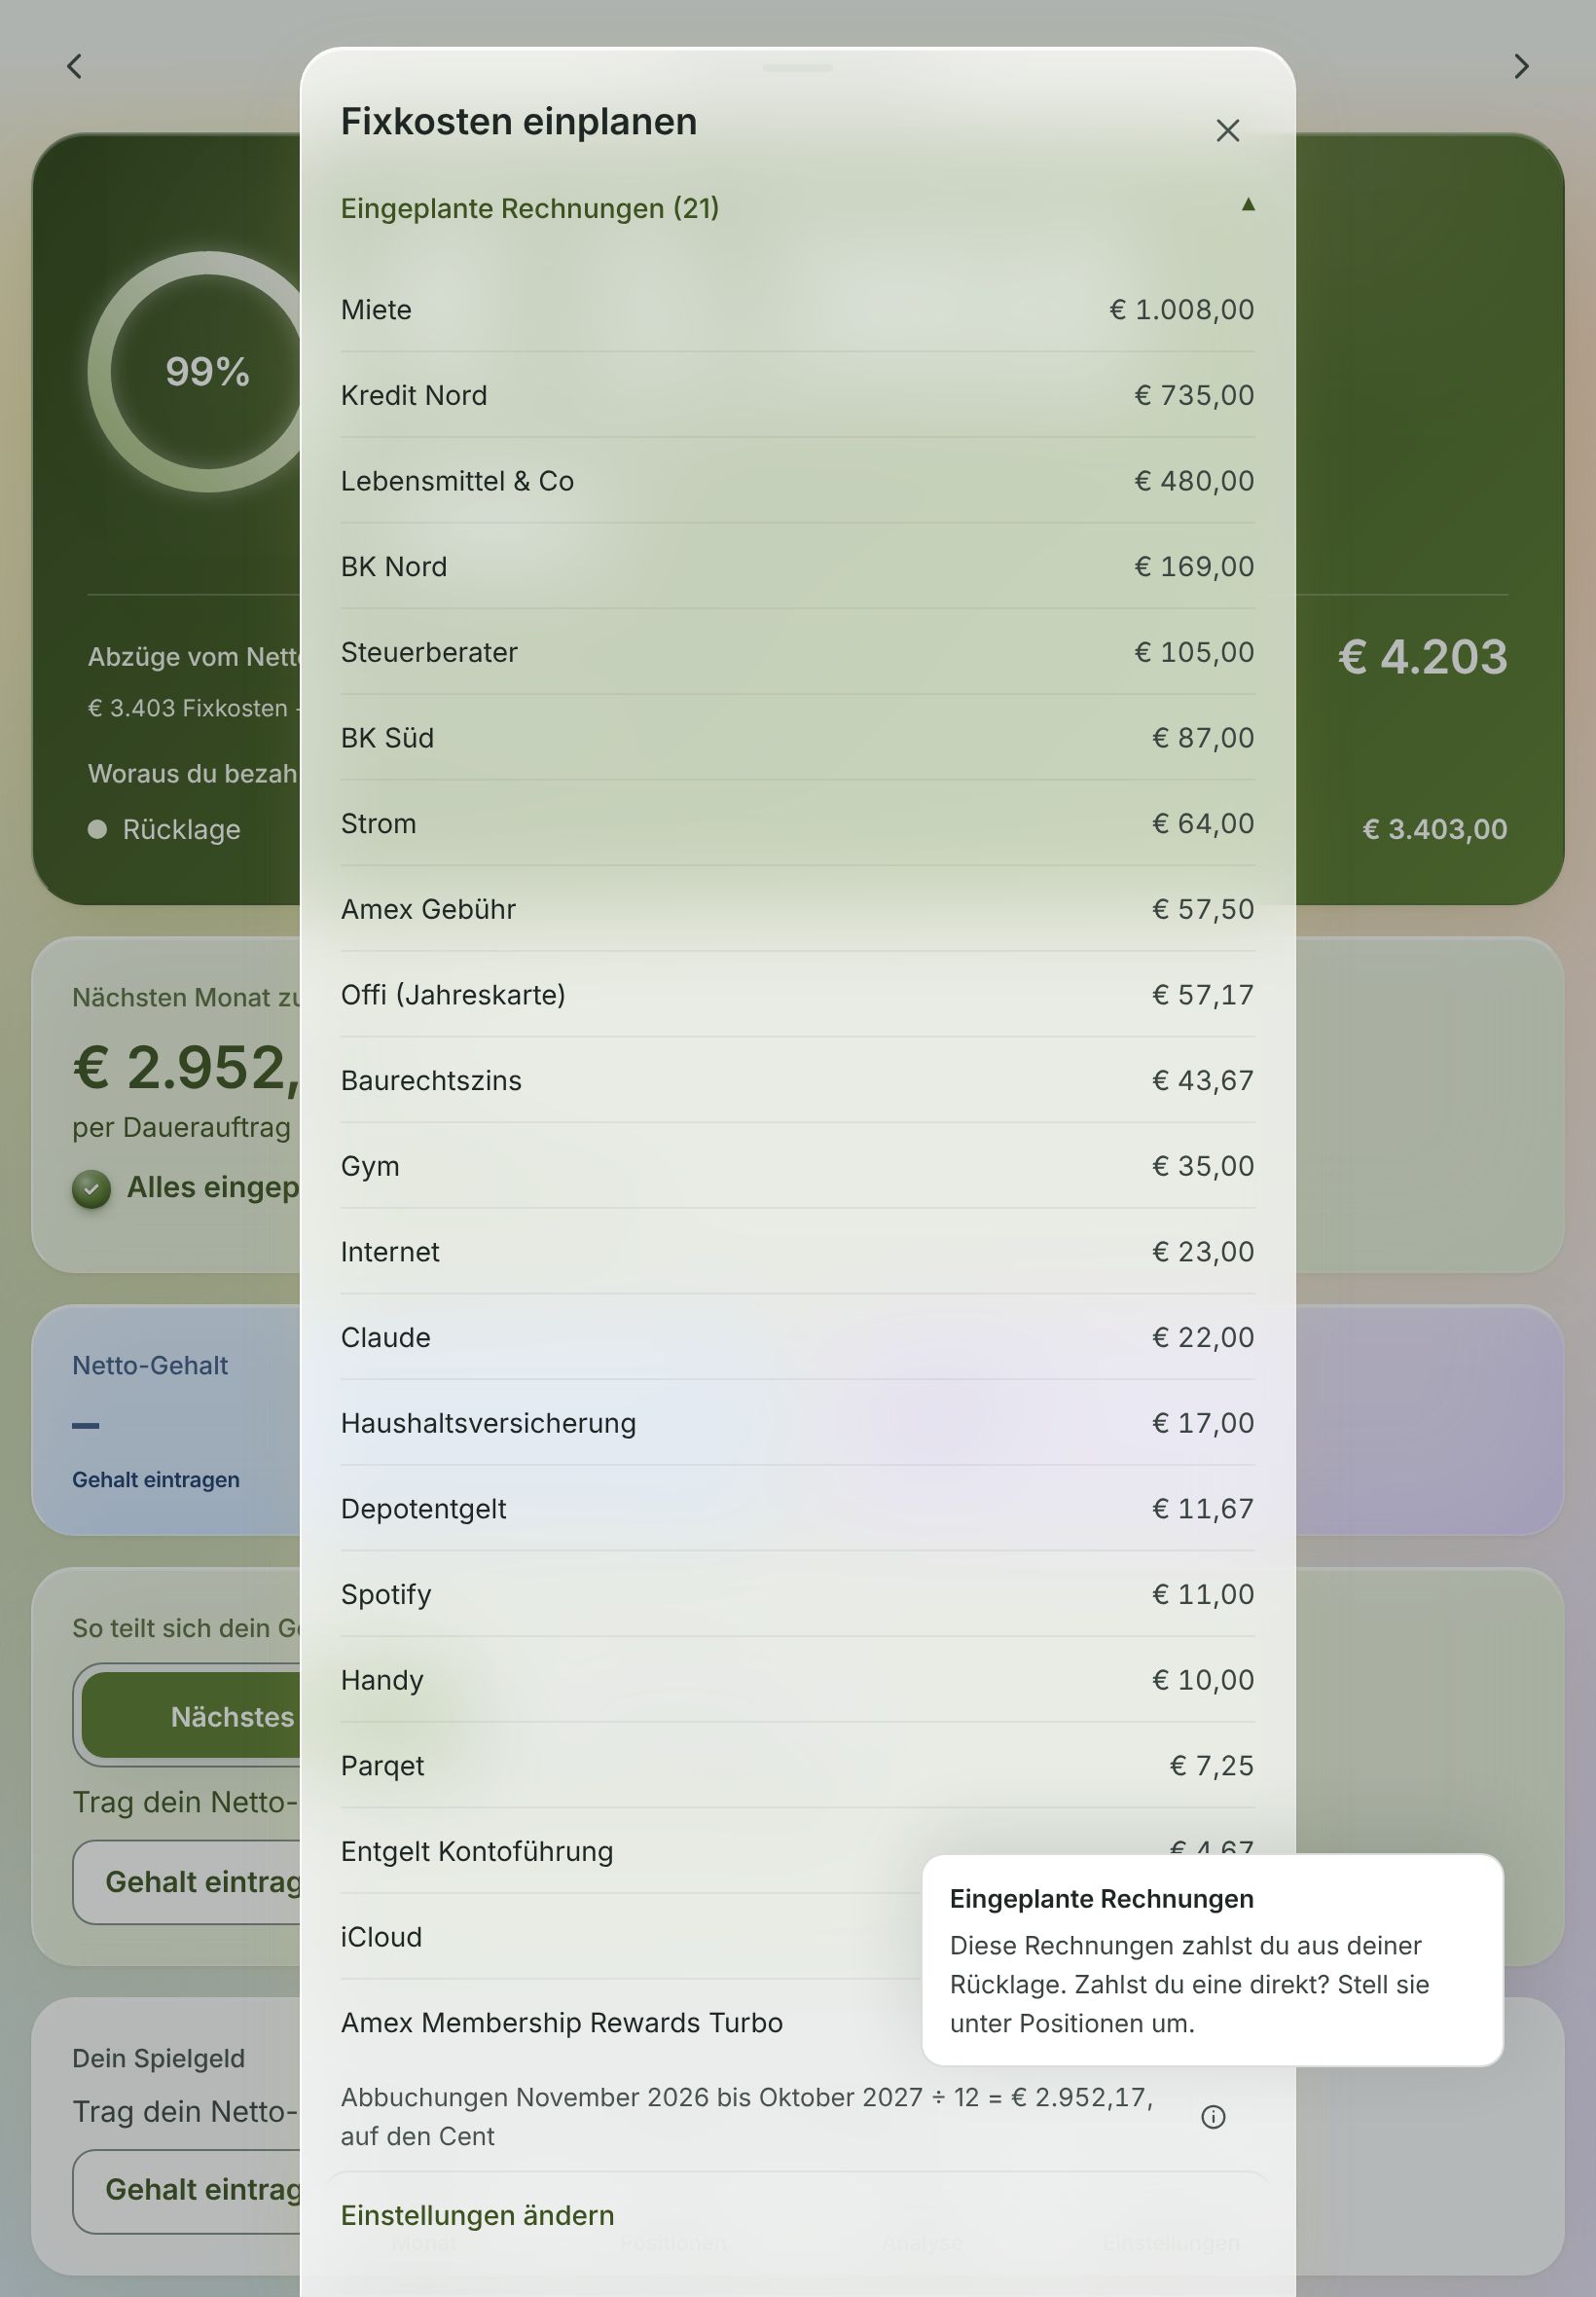 Fixkosten einplanen
Eingeplante Rechnungen (21)
Miete € 1.008,00
Kredit Nord € 735,00
Lebensmittel & Co € 480,00
BK Nord € 169,00
Steuerberater € 105,00
BK Süd € 87,00
Strom € 64,00
Amex Gebühr € 57,50
Offi (Jahreskarte) € 57,17
Baurechtszins € 43,67
Gym € 35,00
Internet € 23,00
Claude € 22,00
Haushaltsversicherung € 17,00
Depotentgelt € 11,67
Spotify € 11,00
Handy € 10,00
Parqet € 7,25
Entgelt Kontoführung € 4,67
iCloud
Amex Membership Rewards Turbo
Eingeplante Rechnungen
Diese Rechnungen zahlst du aus deiner
Rücklage. Zahlst du eine direkt? Stell sie
unter Positionen um.
Abbuchungen November 2026 bis Oktober 2027 ÷ 12 = € 2.952,17,
auf den Cent
Einstellungen ändern
Monat Positionen Analyse Einstellungen
99%
Abzüge vom
€ 4.203
€ 3.403 Fixkosten
Woraus du
Rücklage € 3.403,00
Nächsten Monat
€ 2.952,
per Dauerauftrag
Alles
Netto-Gehalt
–
Gehalt eintragen
So teilt sich dein
Nächstes
Trag dein Netto-
Gehalt
Dein Spielgeld
Trag dein Netto-
Gehalt